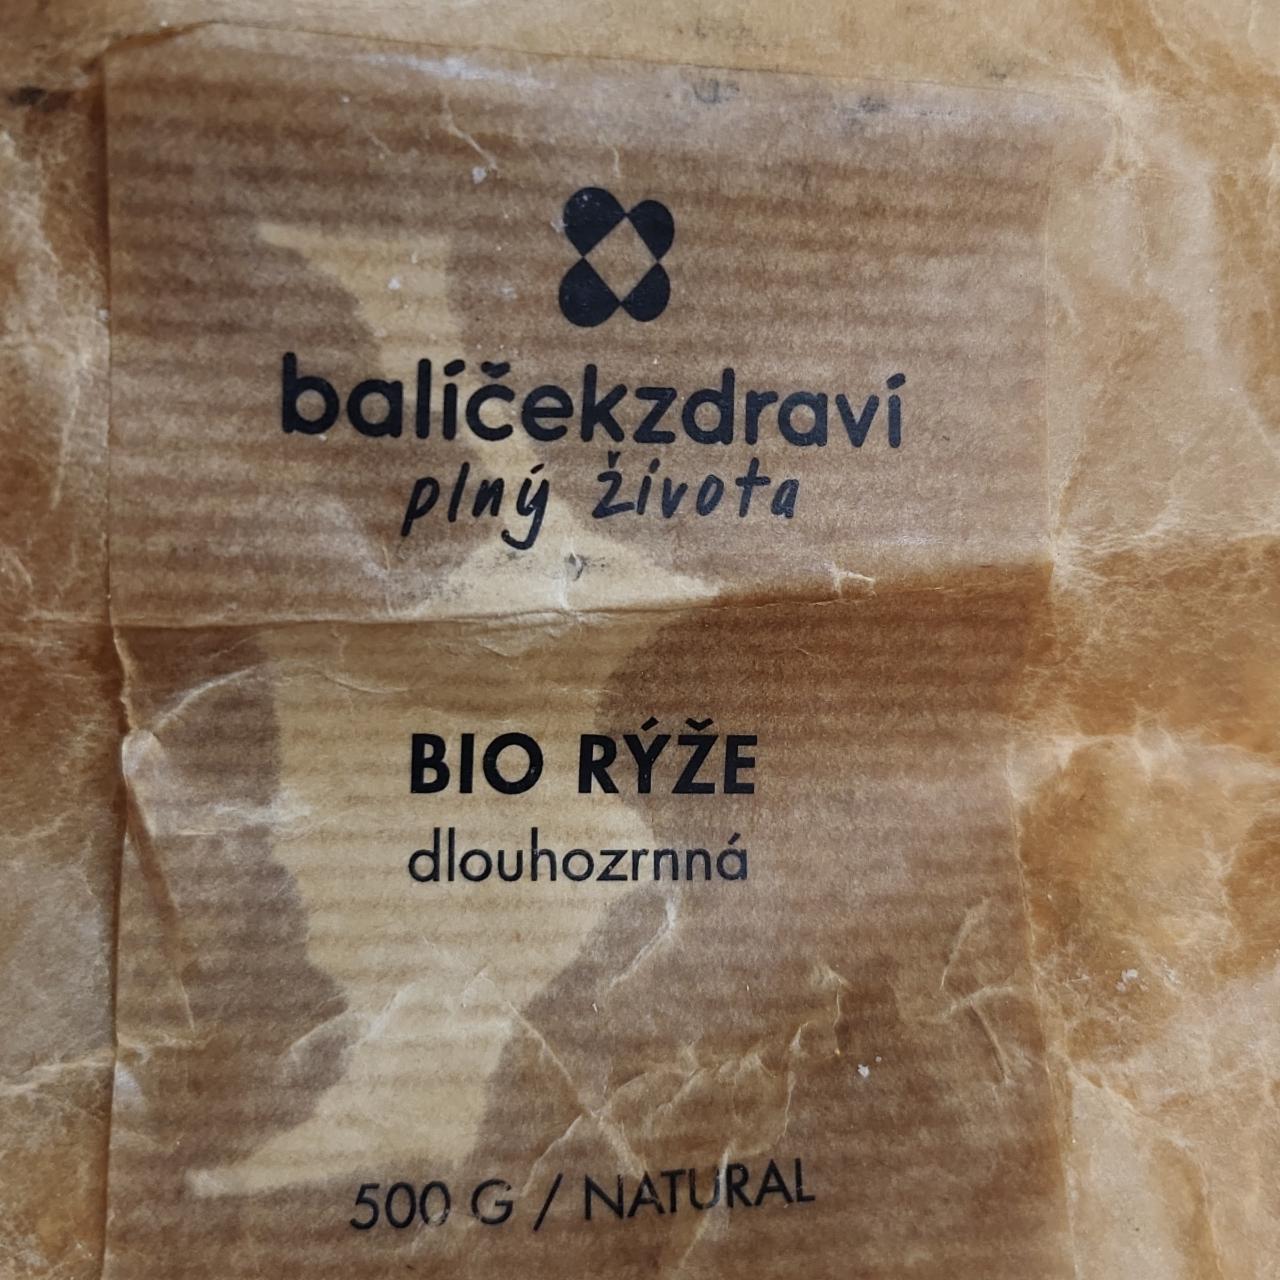 balíčekzdraví
plný života
BIO RÝŽE
dlouhozrnná
500 G / NATURAL